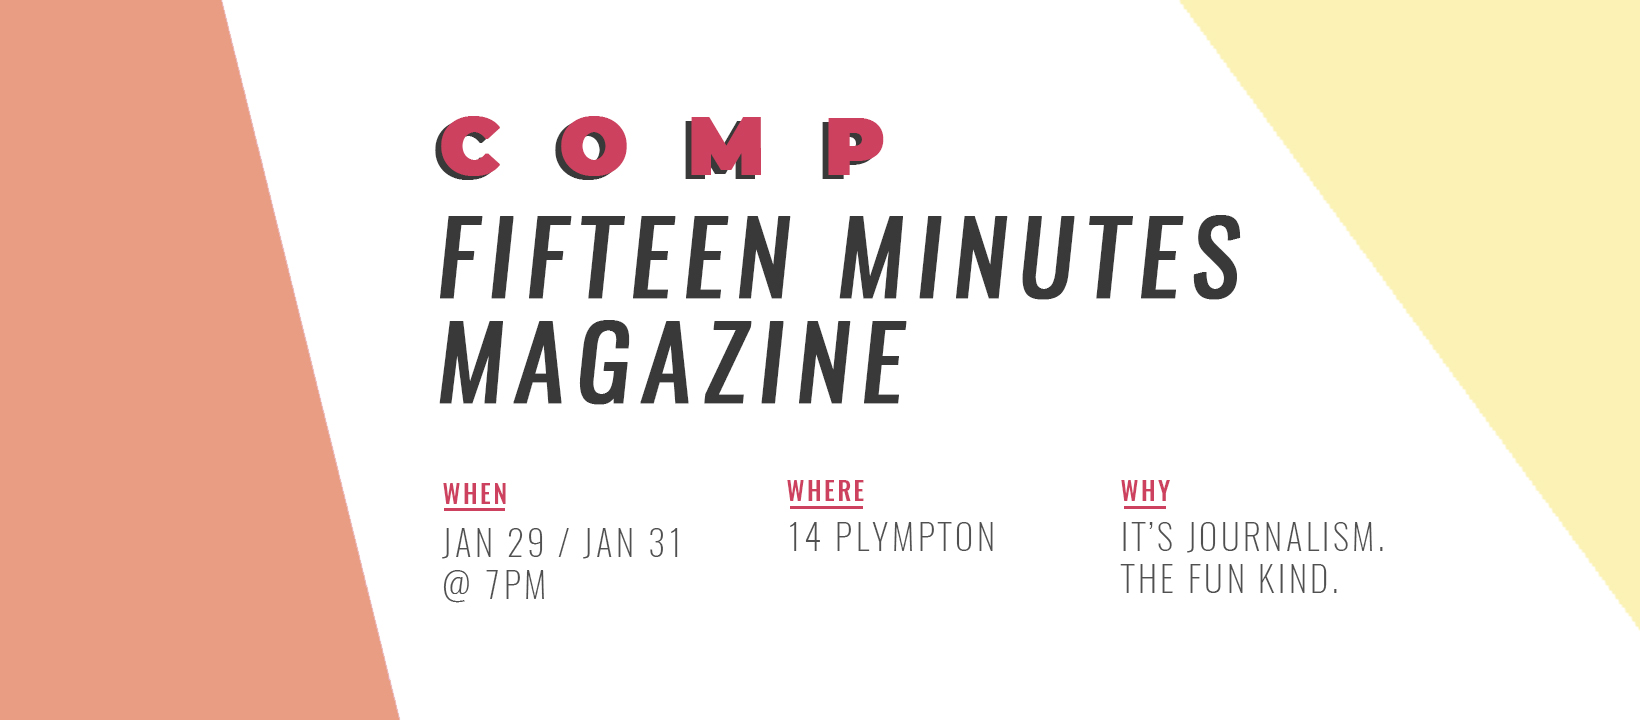 COMP
FIFTEEN MINUTES
MAGAZINE
WHEN
JAN 29 / JAN 31
@ 7PM
WHERE
14 PLYMPTON
WHY
IT'S JOURNALISM.
THE FUN KIND.